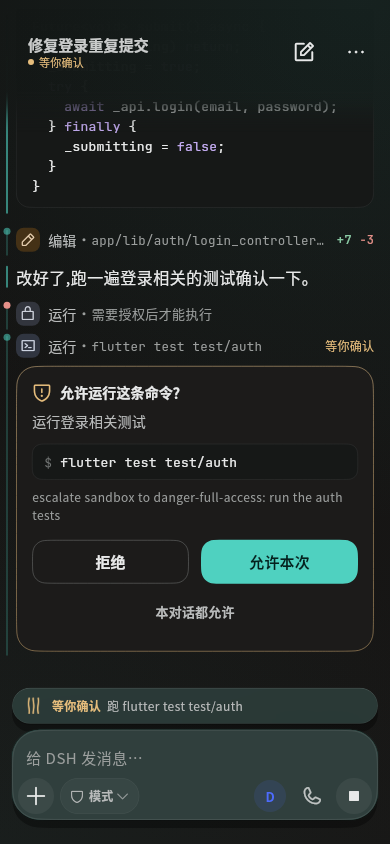 修复登录重复提交
等你确认
await _api.login(email, password);
} finally {
_submitting = false;
}
}
编辑 · app/lib/auth/login_controller… +7 -3
改好了,跑一遍登录相关的测试确认一下。
运行 · 需要授权后才能执行
运行 · flutter test test/auth 等你确认
允许运行这条命令?
运行登录相关测试
$ flutter test test/auth
escalate sandbox to danger-full-access: run the auth
tests
拒绝
允许本次
本对话都允许
等你确认 跑 flutter test test/auth
给 DSH 发消息…
模式
D